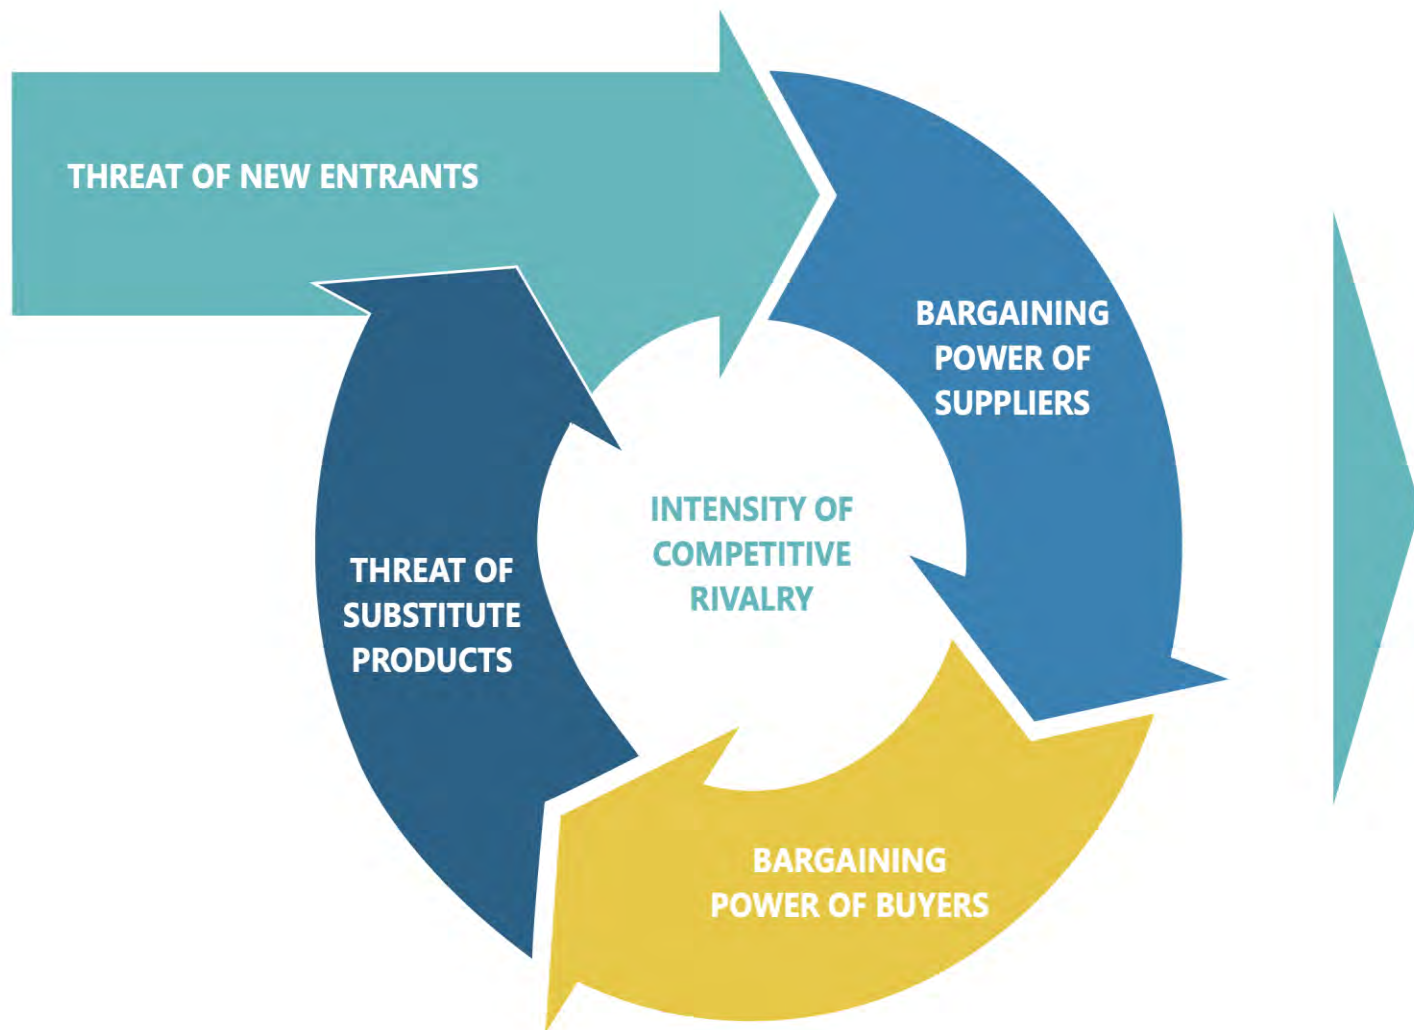 THREAT OF NEW ENTRANTS
BARGAINING
POWER OF
SUPPLIERS
INTENSITY OF
COMPETITIVE
RIVALRY
THREAT OF
SUBSTITUTE
PRODUCTS
BARGAINING
POWER OF BUYERS